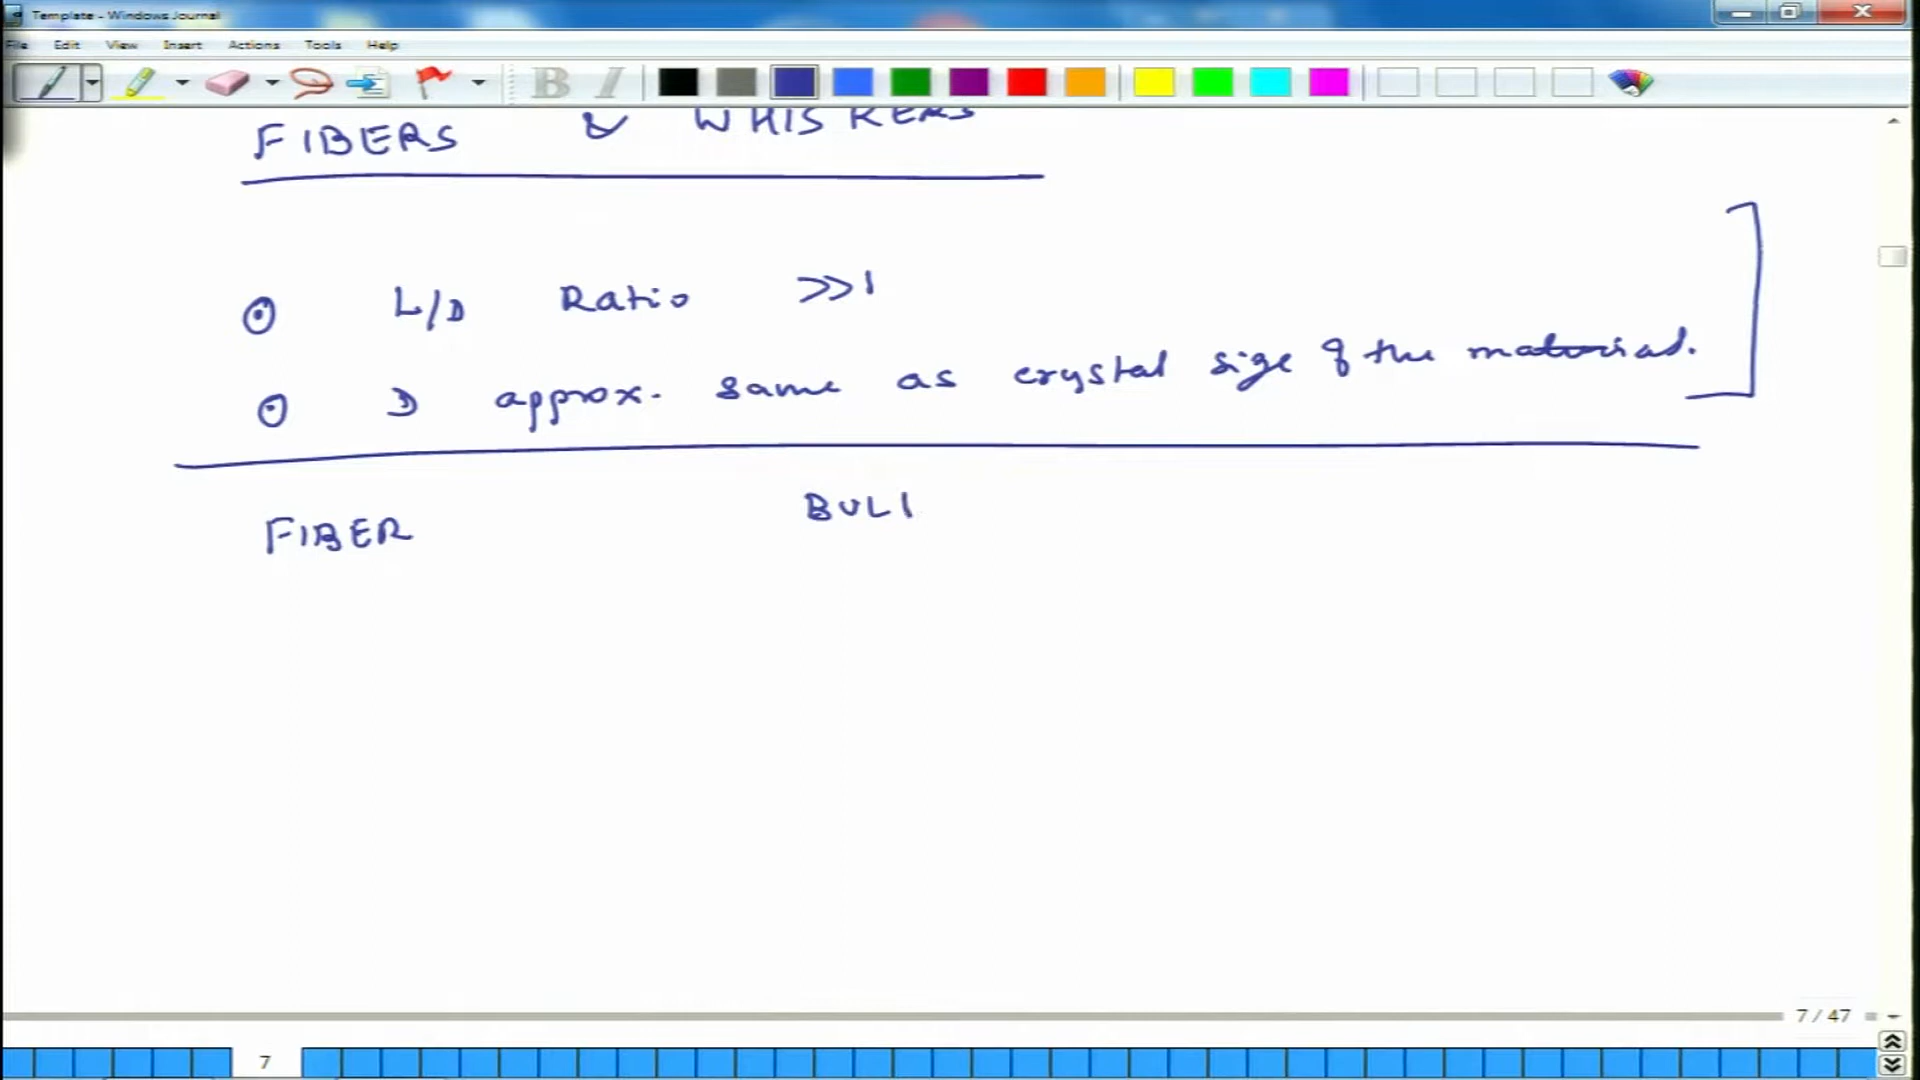 Template - Windows Journal
File Edit View Insert Actions Tools Help
B I
FIBERS & WHISKERS
L/D Ratio >>1
D approx. same as crystal size of the material.
FIBER BUL
7 / 47
7